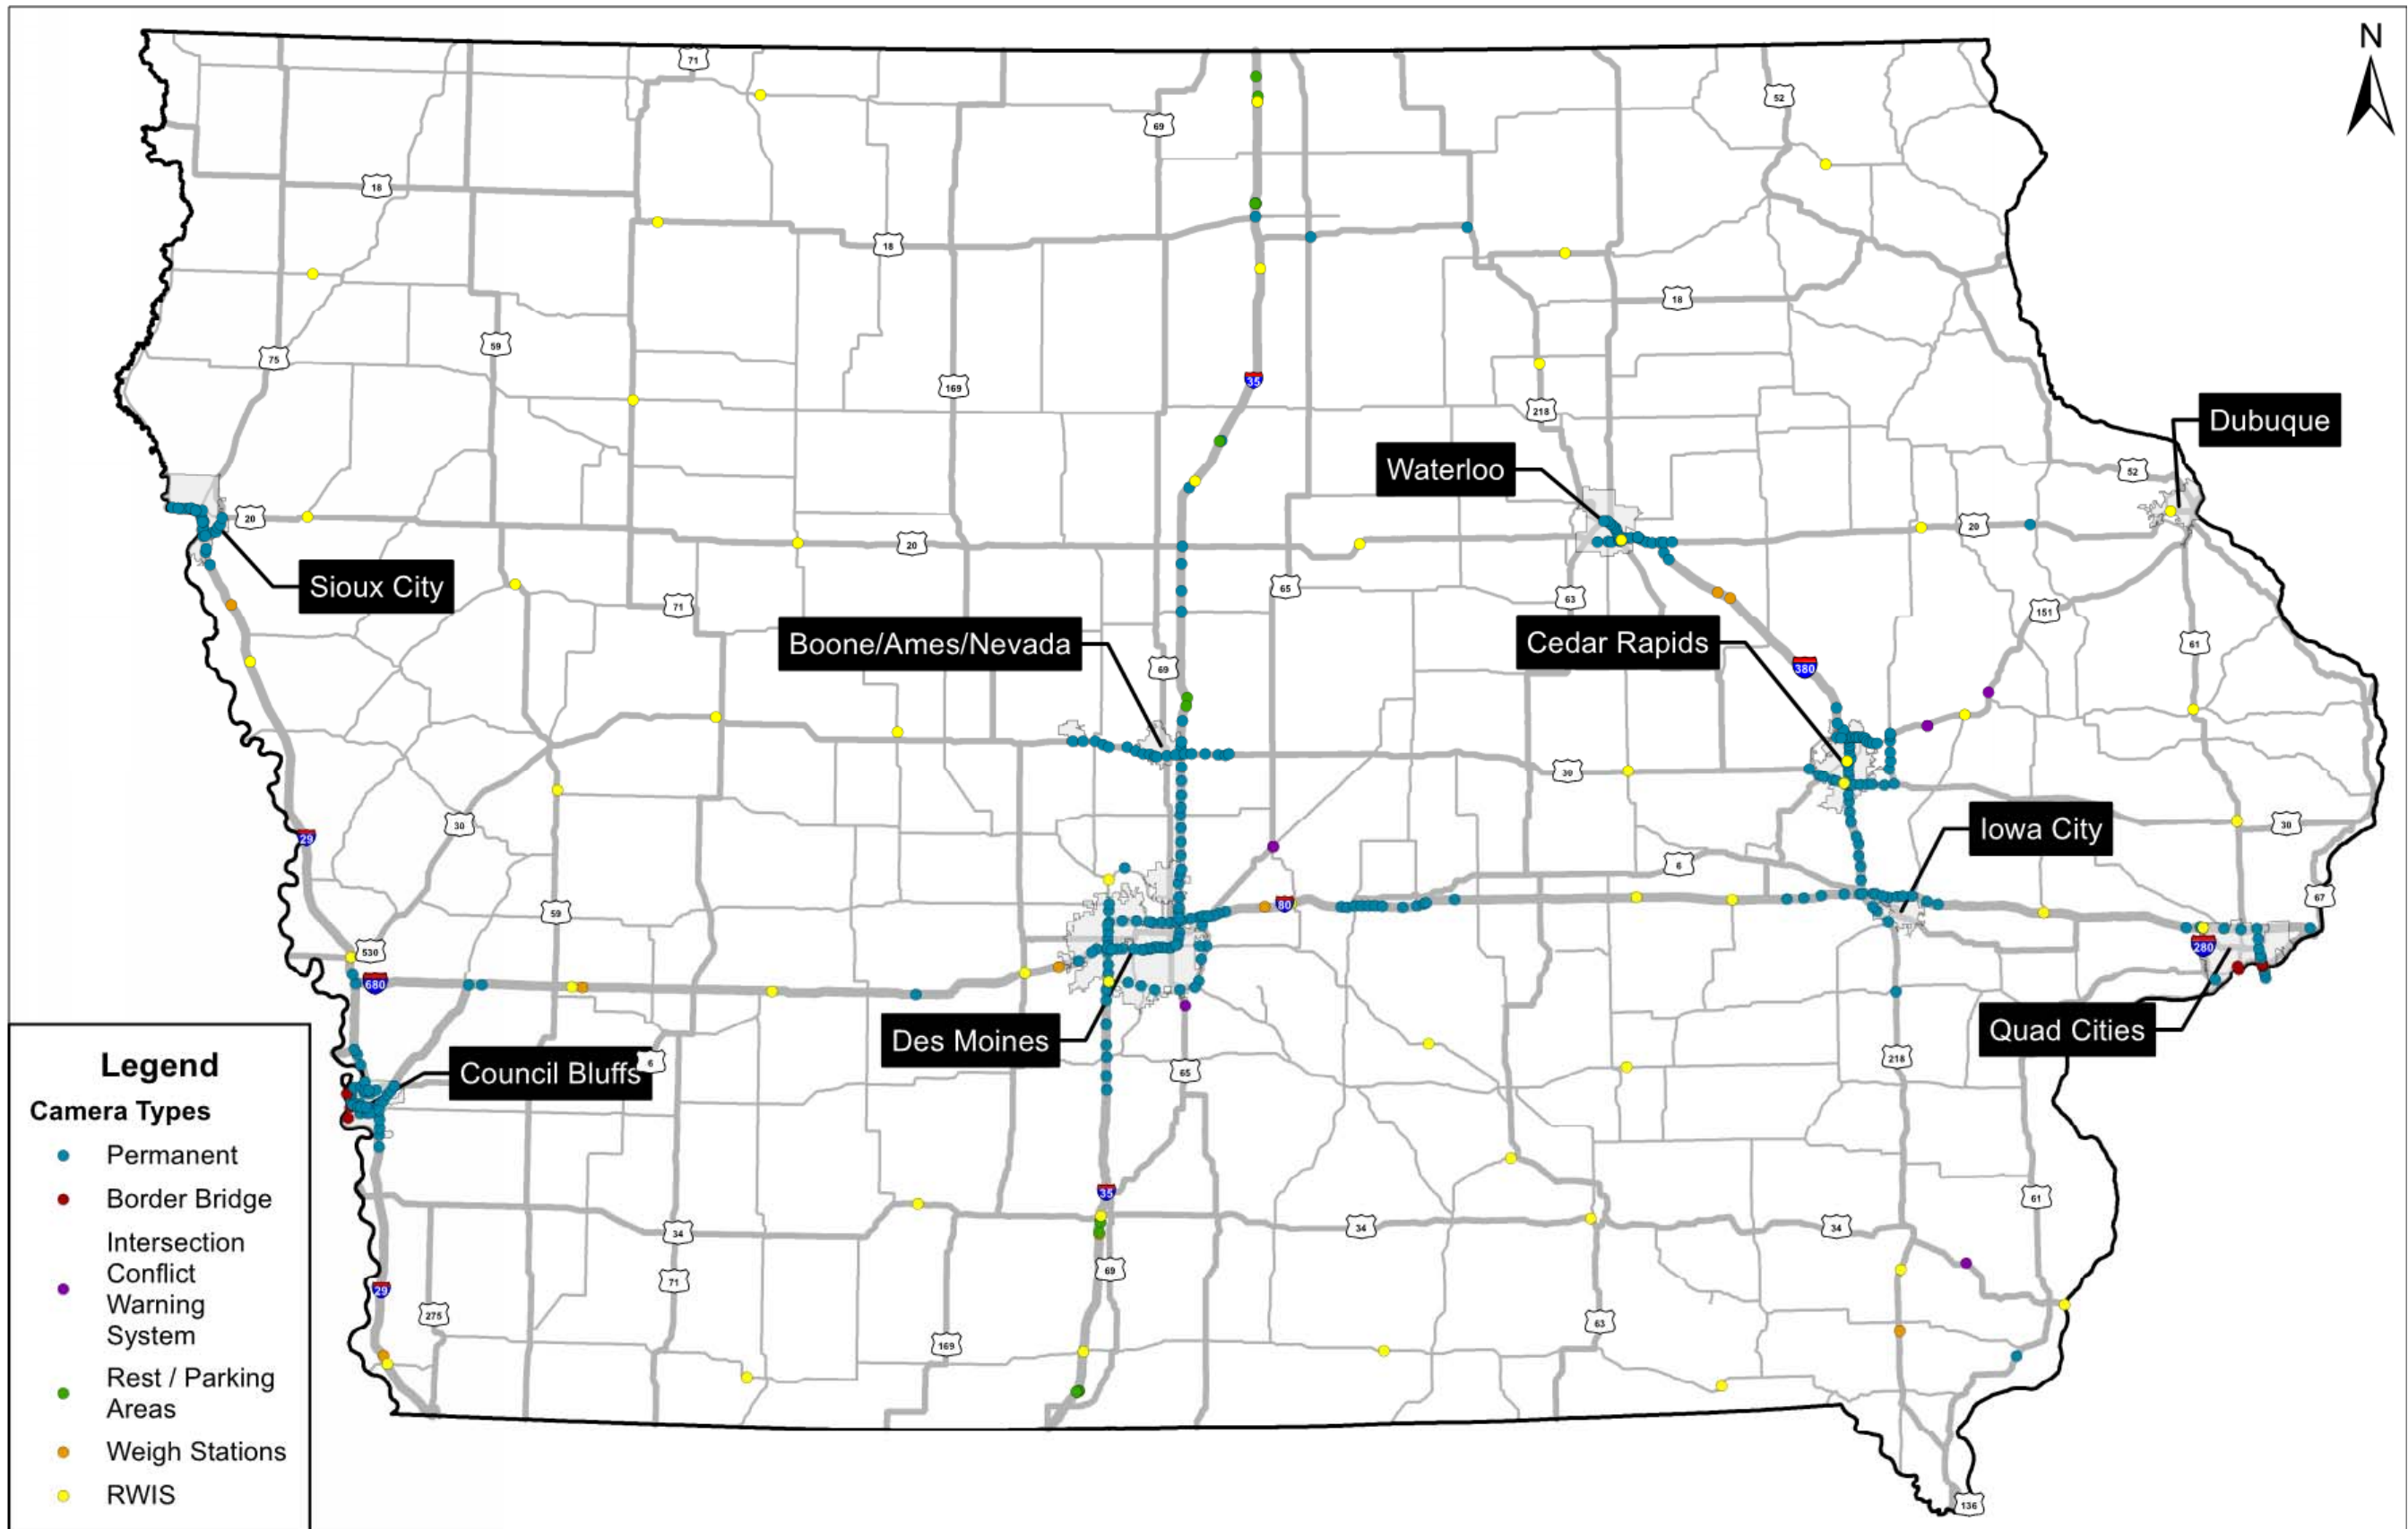 N
71
52
69
18
18
18
75
59
169
35
218
Dubuque
Waterloo
52
20
20
20
Sioux City
65
63
151
71
Boone/Ames/Nevada
69
Cedar Rapids
61
380
30
30
30
29
Iowa City
6
59
80
67
530
280
680
Quad Cities
Des Moines
Council Bluffs
6
65
218
35
61
34
34
34
69
71
29
275
63
169
136
Legend
Camera Types
Permanent
Border Bridge
Intersection
Conflict
Warning
System
Rest / Parking
Areas
Weigh Stations
RWIS